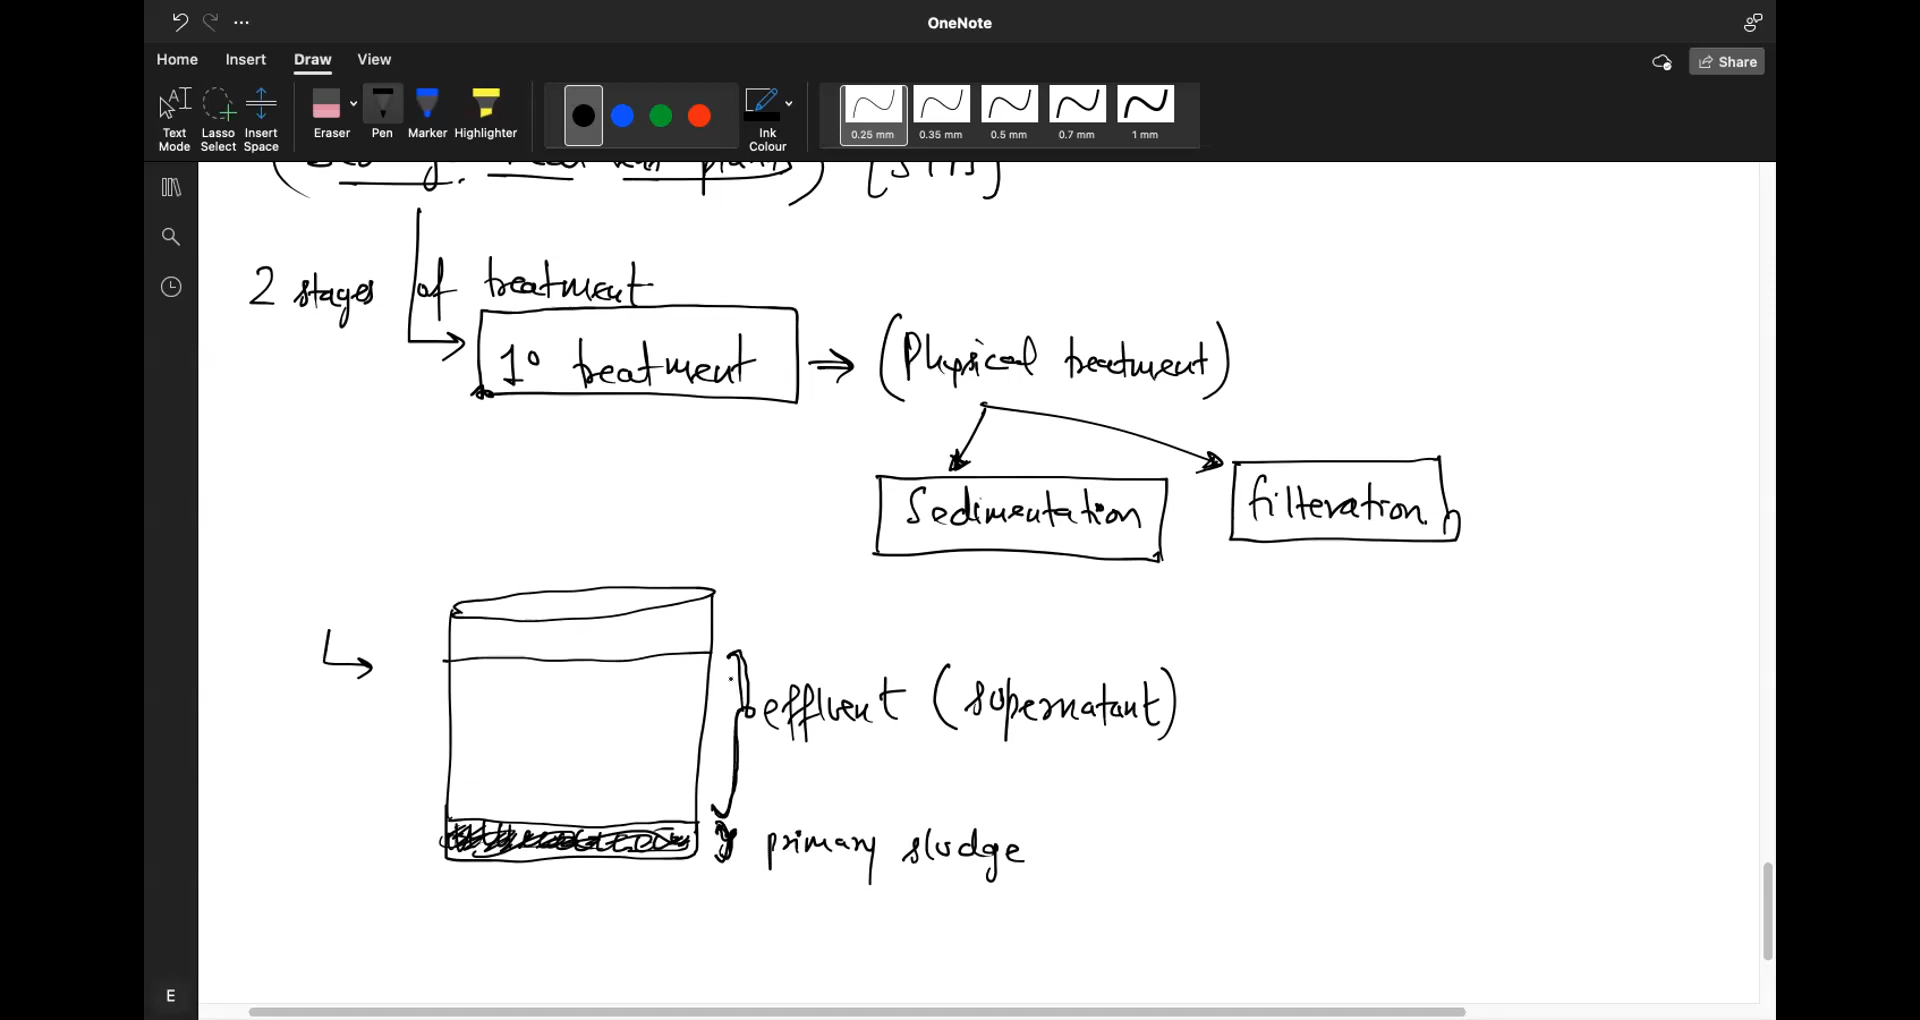 OneNote
Home Insert Draw View
Share
Text Mode
Lasso Select
Insert Space
Eraser
Pen
Marker
Highlighter
Ink Colour
0.25 mm
0.35 mm
0.5 mm
0.7 mm
1 mm
[STPs]
2 stages of treatment
1° treatment ⇒ (Physical treatment)
Sedimentation
filteration
effluent (supernatant)
primary sludge
E